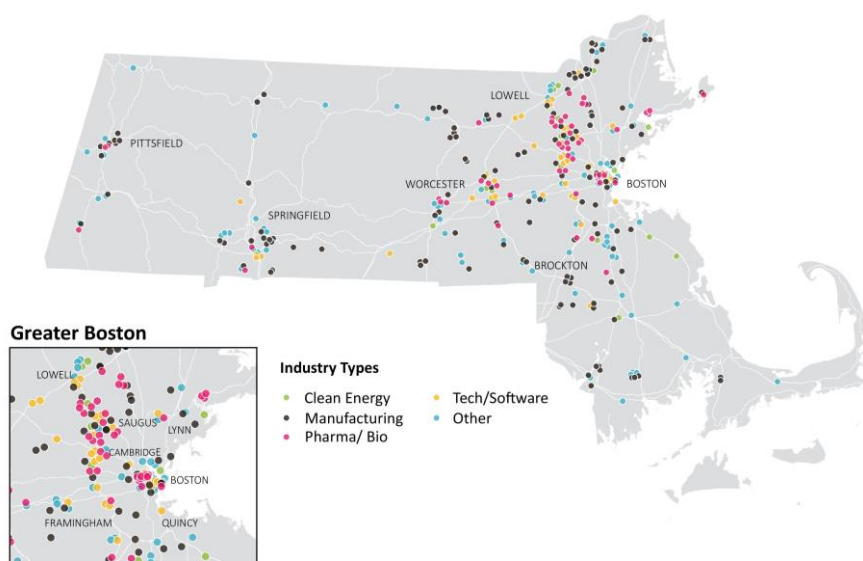 LOWELL
PITTSFIELD
WORCESTER
BOSTON
SPRINGFIELD
BROCKTON
Greater Boston
LOWELL
SAUGUS
LYNN
CAMBRIDGE
BOSTON
FRAMINGHAM
QUINCY
Industry Types
Clean Energy
Manufacturing
Pharma/ Bio
Tech/Software
Other